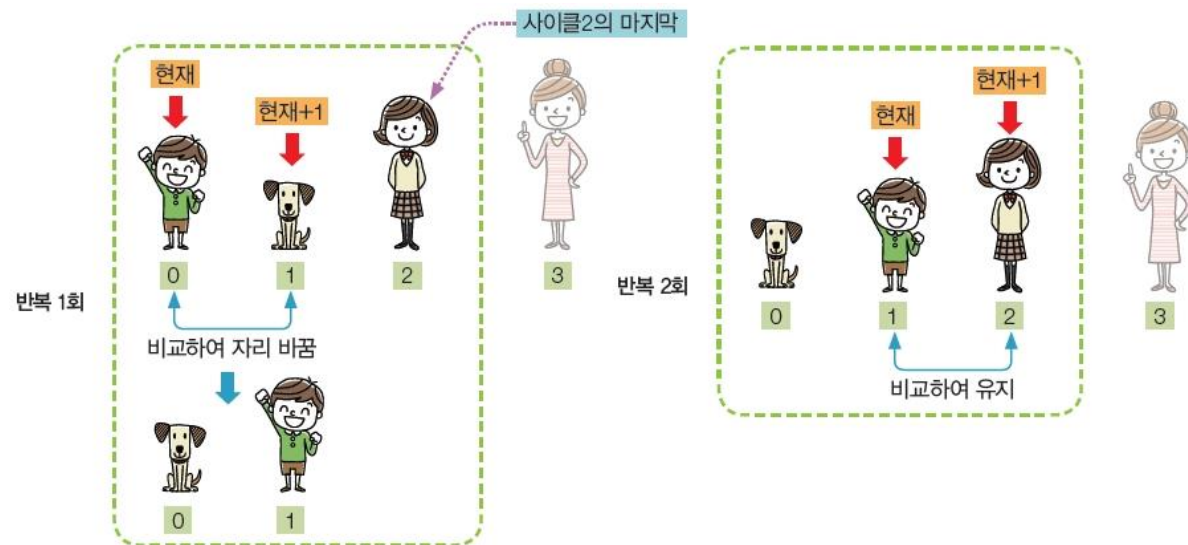 사이클2의 마지막
현재
현재+1
0
1
2
3
반복 1회
비교하여 자리 바꿈
0
1
현재+1
현재
0
1
2
3
반복 2회
비교하여 유지